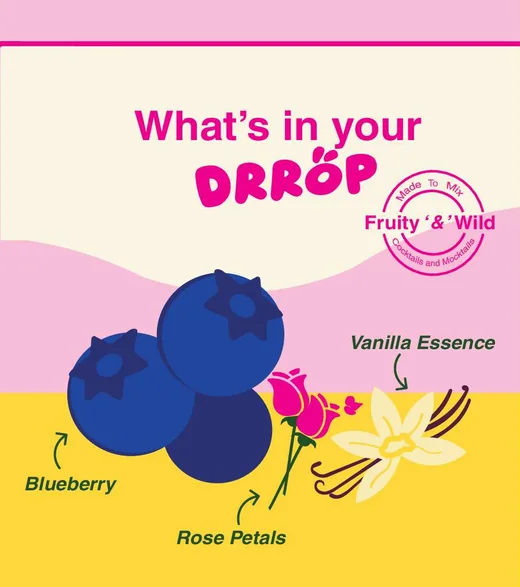 What's in your
DRRÖP
Made To Mix
Fruity ‘&’ Wild
Cocktails and Mocktails
Vanilla Essence
Blueberry
Rose Petals